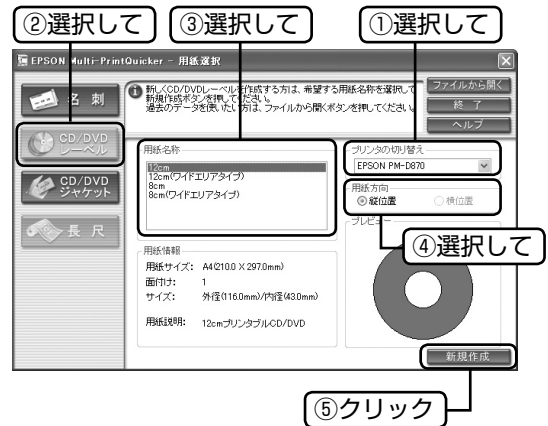 ②選択して
③選択して
①選択して
EPSON Multi-PrintQuicker - 用紙選択
名 刺
新しくCD/DVDレーベルを作成する方は、希望する用紙名称を選択して
新規作成ボタンを押してください。
過去のデータを使いたい方は、ファイルから開くボタンを押してください。
ファイルから開く
終 了
ヘルプ
CD/DVD
レーベル
CD/DVD
ジャケット
長 尺
用紙名称
12cm
12cm(ワイドエリアタイプ)
8cm
8cm(ワイドエリアタイプ)
プリンタの切り替え
EPSON PM-D870
用紙方向
縦位置
横位置
プレビュー
④選択して
用紙情報
用紙サイズ: A4(210.0 X 297.0mm)
面付け: 1
サイズ: 外径(116.0mm)/内径(43.0mm)
用紙説明: 12cmプリンタブルCD/DVD
新規作成
⑤クリック